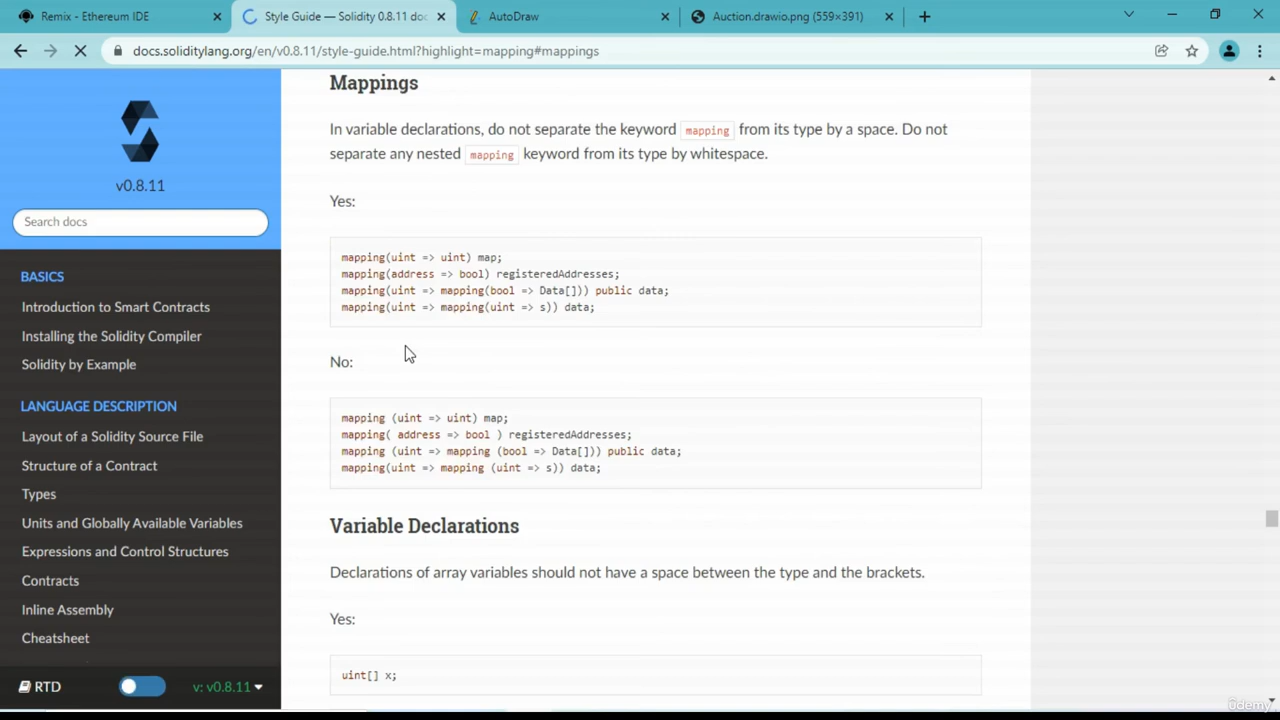 Remix - Ethereum IDE
Style Guide — Solidity 0.8.11 doc
AutoDraw
Auction.drawio.png (559×391)
docs.soliditylang.org/en/v0.8.11/style-guide.html?highlight=mapping#mappings
v0.8.11
Search docs
BASICS
Introduction to Smart Contracts
Installing the Solidity Compiler
Solidity by Example
LANGUAGE DESCRIPTION
Layout of a Solidity Source File
Structure of a Contract
Types
Units and Globally Available Variables
Expressions and Control Structures
Contracts
Inline Assembly
Cheatsheet
RTD
v: v0.8.11
Mappings
In variable declarations, do not separate the keyword mapping from its type by a space. Do not
separate any nested mapping keyword from its type by whitespace.
Yes:
mapping(uint => uint) map;
mapping(address => bool) registeredAddresses;
mapping(uint => mapping(bool => Data[])) public data;
mapping(uint => mapping(uint => s)) data;
No:
mapping (uint => uint) map;
mapping( address => bool ) registeredAddresses;
mapping (uint => mapping (bool => Data[])) public data;
mapping(uint => mapping (uint => s)) data;
Variable Declarations
Declarations of array variables should not have a space between the type and the brackets.
Yes:
uint[] x;
ûdemy